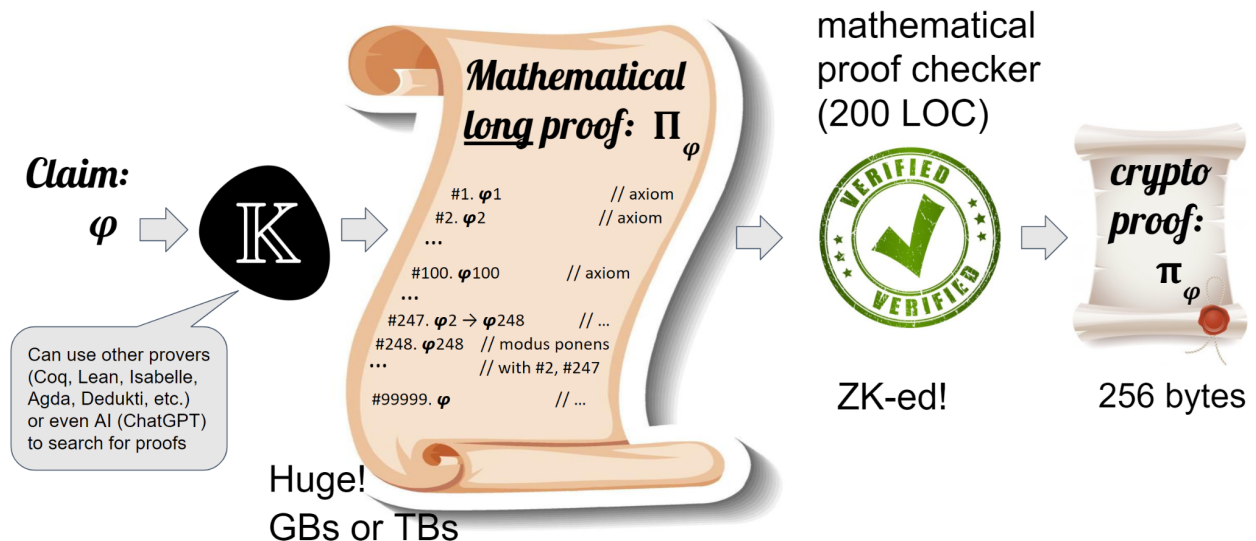 Claim:
φ
𝕂
Can use other provers
(Coq, Lean, Isabelle,
Agda, Dedukti, etc.)
or even AI (ChatGPT)
to search for proofs
Mathematical
long proof: Π_φ
#1. φ1 // axiom
#2. φ2 // axiom
...
#100. φ100 // axiom
...
#247. φ2 → φ248 // ...
#248. φ248 // modus ponens
... // with #2, #247
#99999. φ // ...
Huge!
GBs or TBs
mathematical
proof checker
(200 LOC)
VERIFIED
VERIFIED
ZK-ed!
crypto
proof:
π_φ
256 bytes